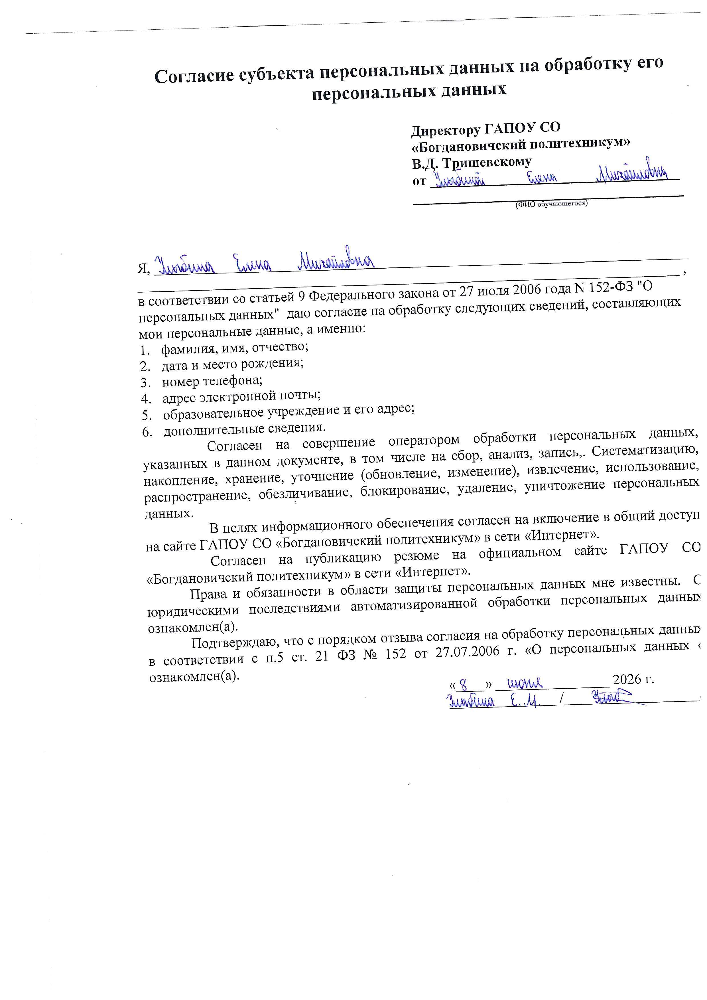 Согласие субъекта персональных данных на обработку его
персональных данных
Директору ГАПОУ СО
«Богдановичский политехникум»
В.Д. Тришевскому
от Елена Михайловна
(ФИО обучающегося)
Я, Елена Михайловна
,
в соответствии со статьей 9 Федерального закона от 27 июля 2006 года N 152-ФЗ "О
персональных данных" даю согласие на обработку следующих сведений, составляющих
мои персональные данные, а именно:
1. фамилия, имя, отчество;
2. дата и место рождения;
3. номер телефона;
4. адрес электронной почты;
5. образовательное учреждение и его адрес;
6. дополнительные сведения.
Согласен на совершение оператором обработки персональных данных,
указанных в данном документе, в том числе на сбор, анализ, запись,. Систематизацию,
накопление, хранение, уточнение (обновление, изменение), извлечение, использование,
распространение, обезличивание, блокирование, удаление, уничтожение персональных
данных.
В целях информационного обеспечения согласен на включение в общий доступ
на сайте ГАПОУ СО «Богдановичский политехникум» в сети «Интернет».
Согласен на публикацию резюме на официальном сайте ГАПОУ СО
«Богдановичский политехникум» в сети «Интернет».
Права и обязанности в области защиты персональных данных мне известны. С
юридическими последствиями автоматизированной обработки персональных данных
ознакомлен(а).
Подтверждаю, что с порядком отзыва согласия на обработку персональных данных
в соответствии с п.5 ст. 21 ФЗ № 152 от 27.07.2006 г. «О персональных данных «
ознакомлен(а).
«8» июня 2026 г.
Е.М. /